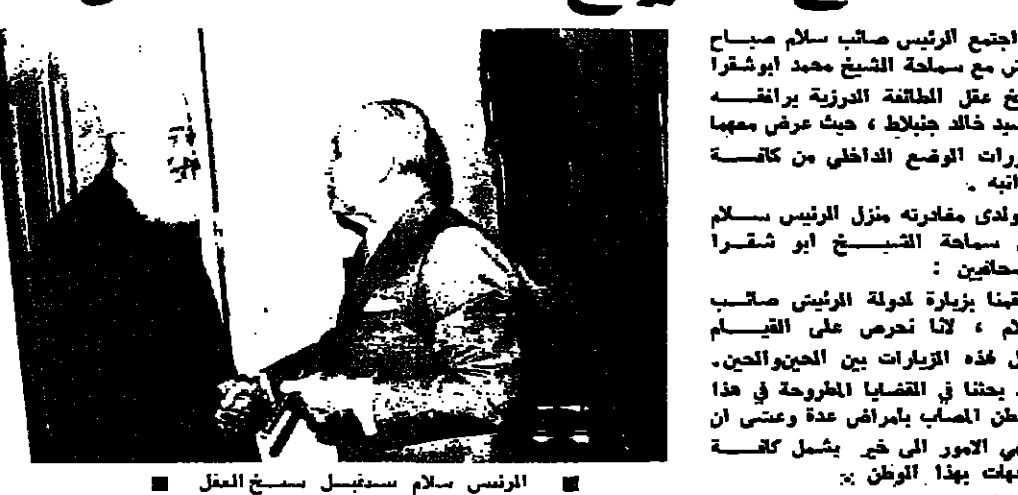 اجتمع الرئيس صائب سلام صباح
مع سماحة الشيخ محمد ابوشقرا
عقل الطائفة الدرزية يرافقه
خالد جنبلاط ، حيث عرض معهما
الوضع الداخلي من كافة
ولدى مغادرته منزل الرئيس سلام
سماحة الشيخ ابو شقرا
قمنا بزيارة لدولة الرئيس صائب
، لانا نحرص على القيام
هذه الزيارات بين الحين والحين.
بحثنا في القضايا المطروحة في هذا
المصاب بامراض عدة وعسى ان
الامور الى خير يشمل كافة
بهذا الوطن ..
■ الرئيس سلام يستقبل شيخ العقل ■